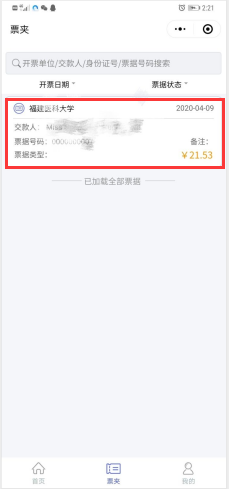 2:21
票夹
开票单位/交款人/身份证号/票据号码搜索
开票日期 票据状态
福建医科大学 2020-04-09
交款人：
票据号码： 备注：
票据类型： ￥21.53
已加载全部票据
首页 票夹 我的